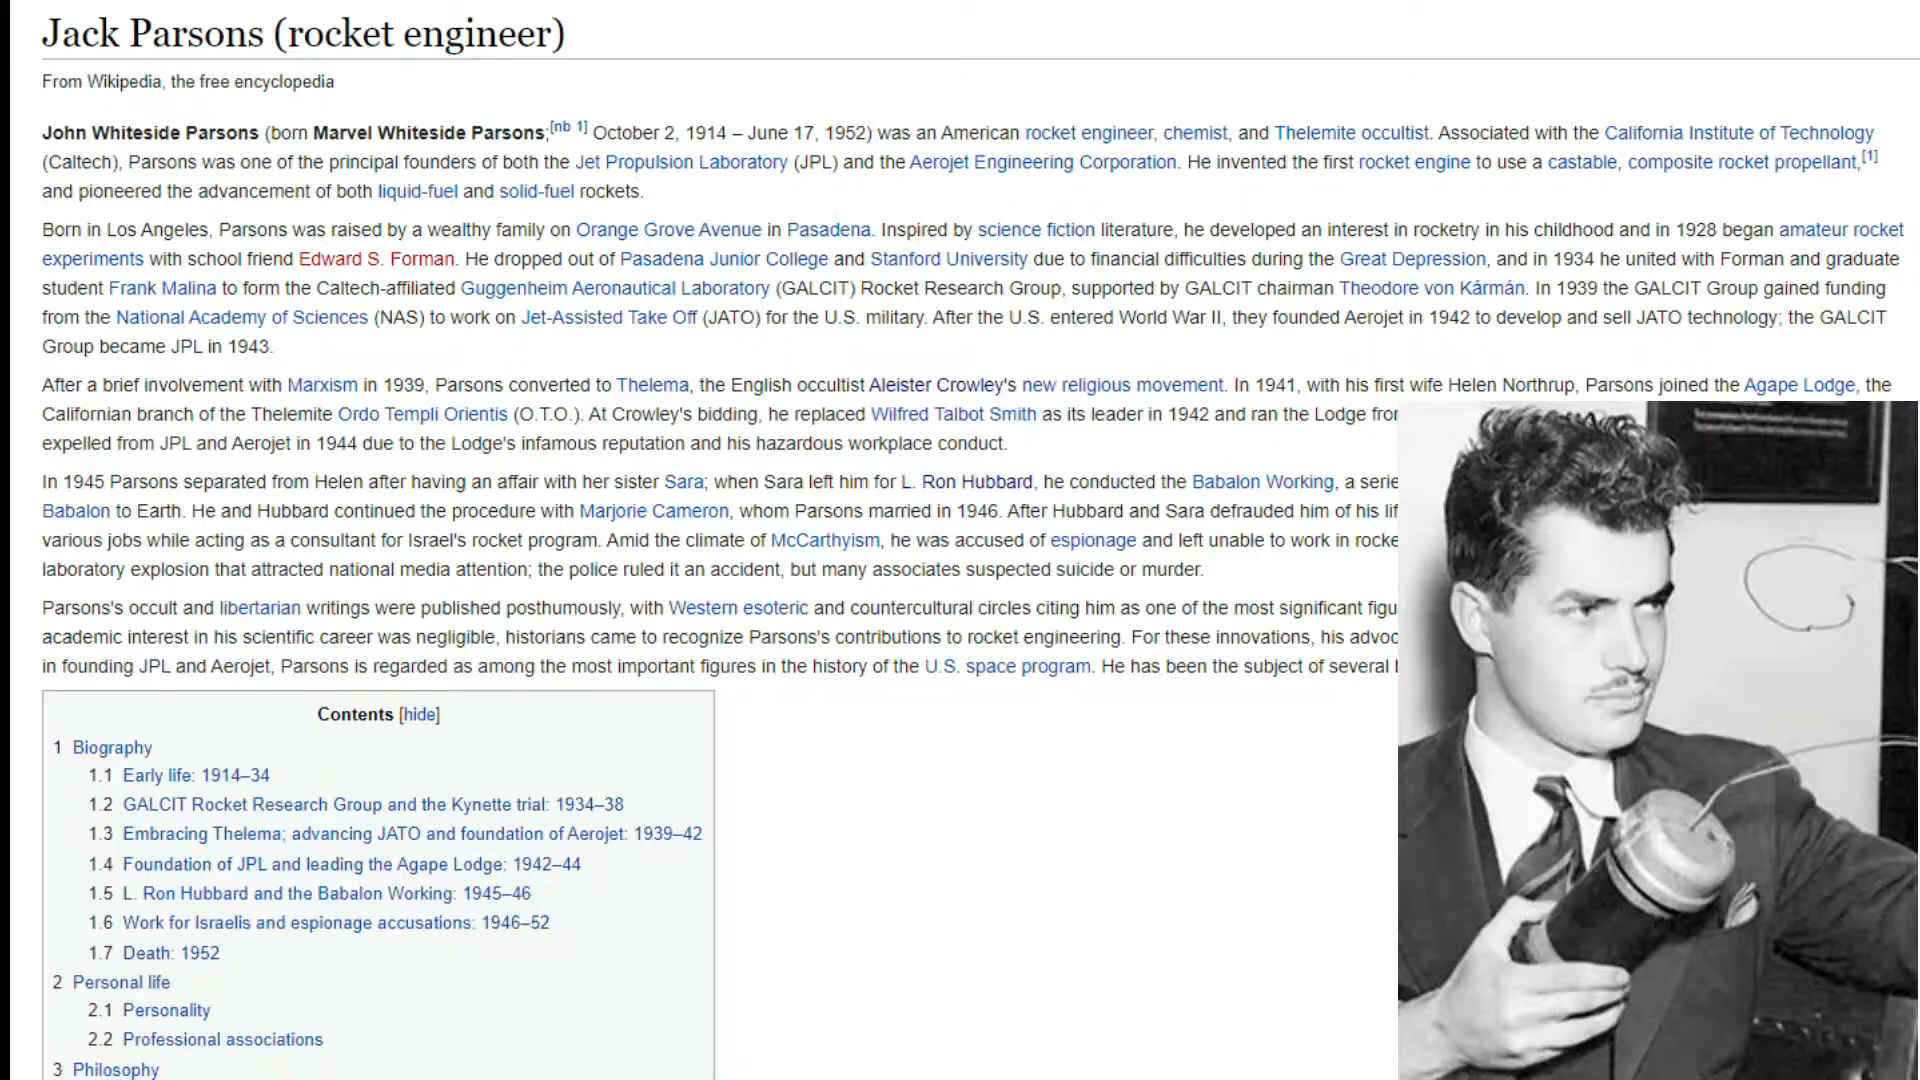 Jack Parsons (rocket engineer)
From Wikipedia, the free encyclopedia
John Whiteside Parsons (born Marvel Whiteside Parsons;[nb 1] October 2, 1914 – June 17, 1952) was an American rocket engineer, chemist, and Thelemite occultist. Associated with the California Institute of Technology
(Caltech), Parsons was one of the principal founders of both the Jet Propulsion Laboratory (JPL) and the Aerojet Engineering Corporation. He invented the first rocket engine to use a castable, composite rocket propellant,[1]
and pioneered the advancement of both liquid-fuel and solid-fuel rockets.
Born in Los Angeles, Parsons was raised by a wealthy family on Orange Grove Avenue in Pasadena. Inspired by science fiction literature, he developed an interest in rocketry in his childhood and in 1928 began amateur rocket
experiments with school friend Edward S. Forman. He dropped out of Pasadena Junior College and Stanford University due to financial difficulties during the Great Depression, and in 1934 he united with Forman and graduate
student Frank Malina to form the Caltech-affiliated Guggenheim Aeronautical Laboratory (GALCIT) Rocket Research Group, supported by GALCIT chairman Theodore von Kármán. In 1939 the GALCIT Group gained funding
from the National Academy of Sciences (NAS) to work on Jet-Assisted Take Off (JATO) for the U.S. military. After the U.S. entered World War II, they founded Aerojet in 1942 to develop and sell JATO technology; the GALCIT
Group became JPL in 1943.
After a brief involvement with Marxism in 1939, Parsons converted to Thelema, the English occultist Aleister Crowley's new religious movement. In 1941, with his first wife Helen Northrup, Parsons joined the Agape Lodge, the
Californian branch of the Thelemite Ordo Templi Orientis (O.T.O.). At Crowley's bidding, he replaced Wilfred Talbot Smith as its leader in 1942 and ran the Lodge
expelled from JPL and Aerojet in 1944 due to the Lodge's infamous reputation and his hazardous workplace conduct.
In 1945 Parsons separated from Helen after having an affair with her sister Sara; when Sara left him for L. Ron Hubbard, he conducted the Babalon Working, a
Babalon to Earth. He and Hubbard continued the procedure with Marjorie Cameron, whom Parsons married in 1946. After Hubbard and Sara defrauded him of his
various jobs while acting as a consultant for Israel's rocket program. Amid the climate of McCarthyism, he was accused of espionage and left unable to work in
laboratory explosion that attracted national media attention; the police ruled it an accident, but many associates suspected suicide or murder.
Parsons's occult and libertarian writings were published posthumously, with Western esoteric and countercultural circles citing him as one of the most significant
academic interest in his scientific career was negligible, historians came to recognize Parsons's contributions to rocket engineering. For these innovations, his
in founding JPL and Aerojet, Parsons is regarded as among the most important figures in the history of the U.S. space program. He has been the subject of several
Contents [hide]
1 Biography
1.1 Early life: 1914–34
1.2 GALCIT Rocket Research Group and the Kynette trial: 1934–38
1.3 Embracing Thelema; advancing JATO and foundation of Aerojet: 1939–42
1.4 Foundation of JPL and leading the Agape Lodge: 1942–44
1.5 L. Ron Hubbard and the Babalon Working: 1945–46
1.6 Work for Israelis and espionage accusations: 1946–52
1.7 Death: 1952
2 Personal life
2.1 Personality
2.2 Professional associations
3 Philosophy